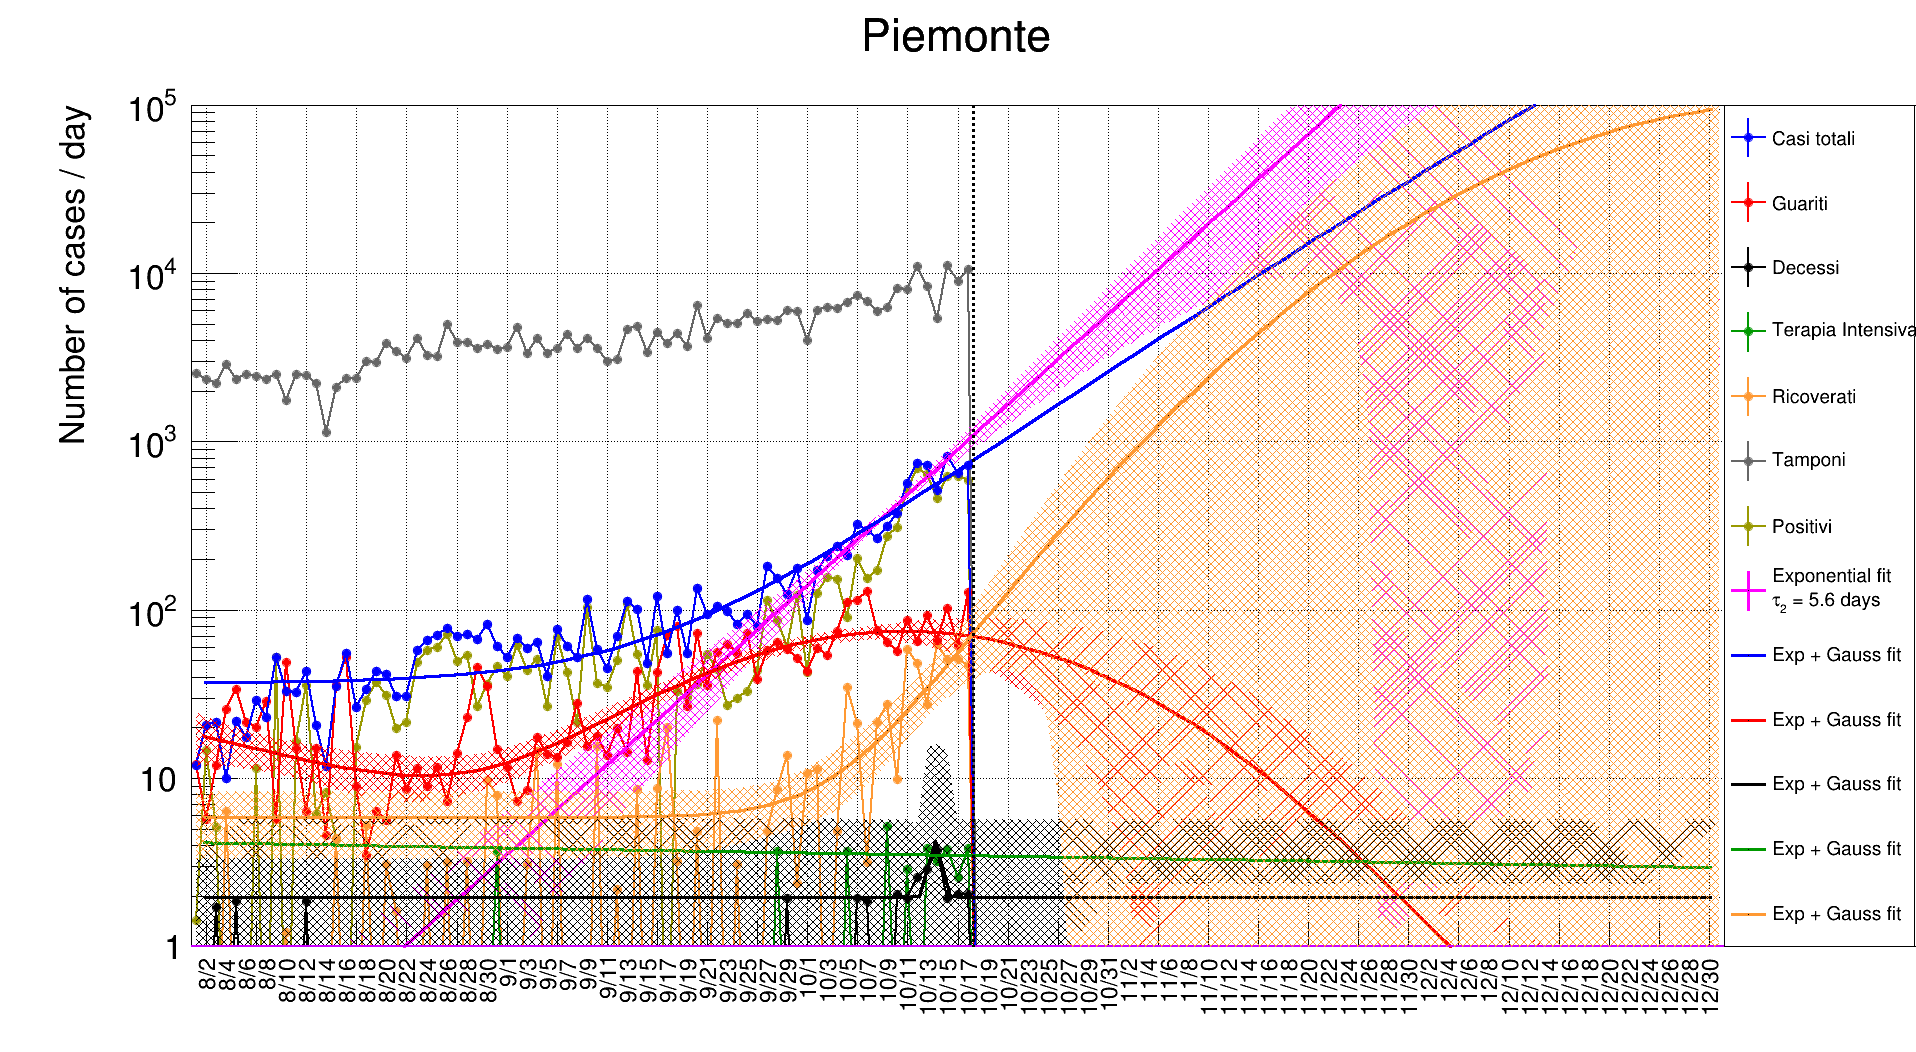 Piemonte
Number of cases / day
10⁵
10⁴
10³
10²
10
1
8/2 8/4 8/6 8/8 8/10 8/12 8/14 8/16 8/18 8/20 8/22 8/24 8/26 8/28 8/30 9/1 9/3 9/5 9/7 9/9 9/11 9/13 9/15 9/17 9/19 9/21 9/23 9/25 9/27 9/29 10/1 10/3 10/5 10/7 10/9 10/11 10/13 10/15 10/17 10/19 10/21 10/23 10/25 10/27 10/29 10/31 11/2 11/4 11/6 11/8 11/10 11/12 11/14 11/16 11/18 11/20 11/22 11/24 11/26 11/28 11/30 12/2 12/4 12/6 12/8 12/10 12/12 12/14 12/16 12/18 12/20 12/22 12/24 12/26 12/28 12/30
Casi totali
Guariti
Decessi
Terapia Intensiva
Ricoverati
Tamponi
Positivi
Exponential fit
τ₂ = 5.6 days
Exp + Gauss fit
Exp + Gauss fit
Exp + Gauss fit
Exp + Gauss fit
Exp + Gauss fit